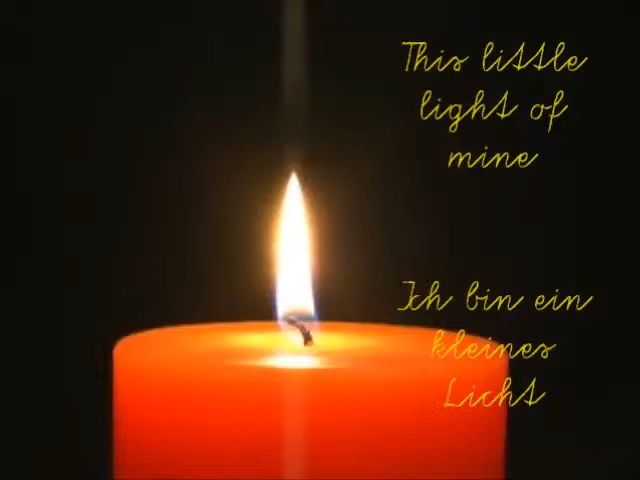 This little
light of
mine
Ich bin ein
kleines
Licht